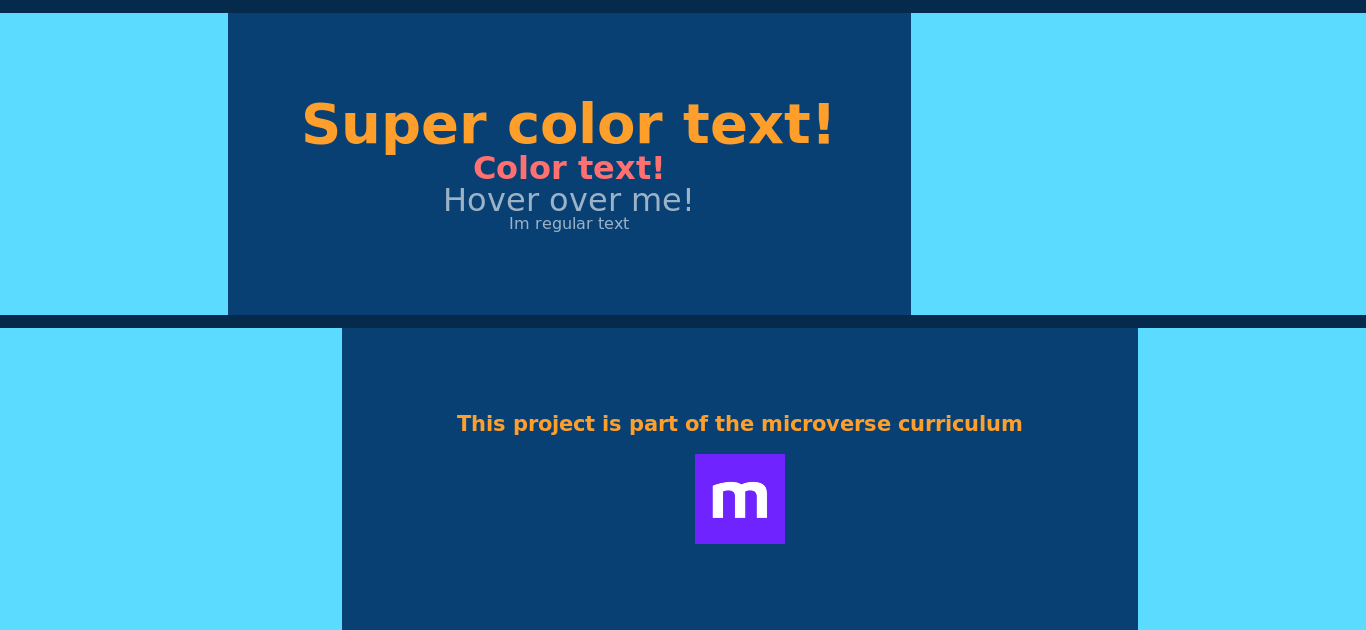 Super color text!
Color text!
Hover over me!
Im regular text
This project is part of the microverse curriculum
m